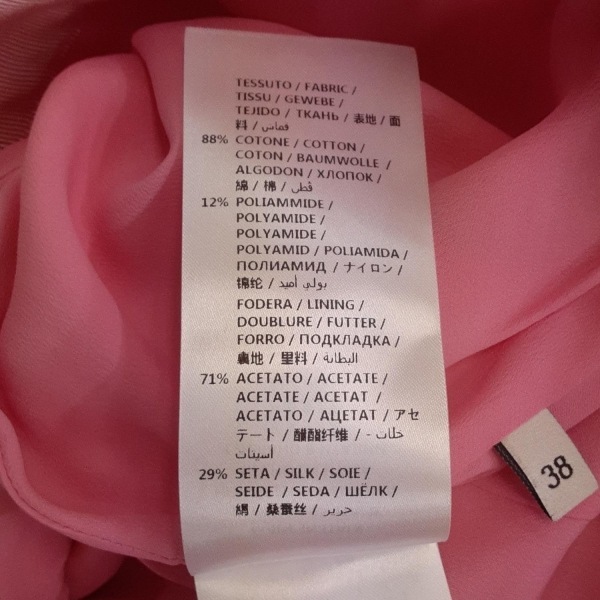 TESSUTO / FABRIC /
TISSU / GEWEBE /
TEJIDO / ТКАНЬ / 表地 / 面
料 / قماس
88% COTONE / COTTON /
COTON / BAUMWOLLE /
ALGODON / ХЛОПОК /
綿 / 棉 / قطن
12% POLIAMMIDE /
POLYAMIDE /
POLYAMIDE /
POLYAMID / POLIAMIDA /
ПОЛИАМИД / ナイロン /
锦纶 / بولي أميد
FODERA / LINING /
DOUBLURE / FUTTER /
FORRO / ПОДКЛАДКА /
裏地 / 里料 / البطانة
71% ACETATO / ACETATE /
ACETATE / ACETAT /
ACETATO / АЦЕТАТ / アセ
テート / 醋酯纤维 / خلات -
أسيتات
29% SETA / SILK / SOIE /
SEIDE / SEDA / ШЁЛК /
絹 / 桑蚕丝 / حرير
38